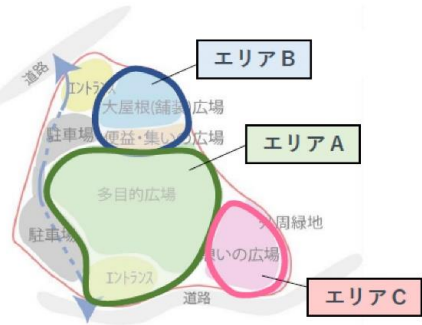 道路
エリアB
エントランス
大屋根(舗装)広場
駐車場
便益・集いの広場
エリアA
多目的広場
外周緑地
駐車場
憩いの広場
エントランス
道路
エリアC